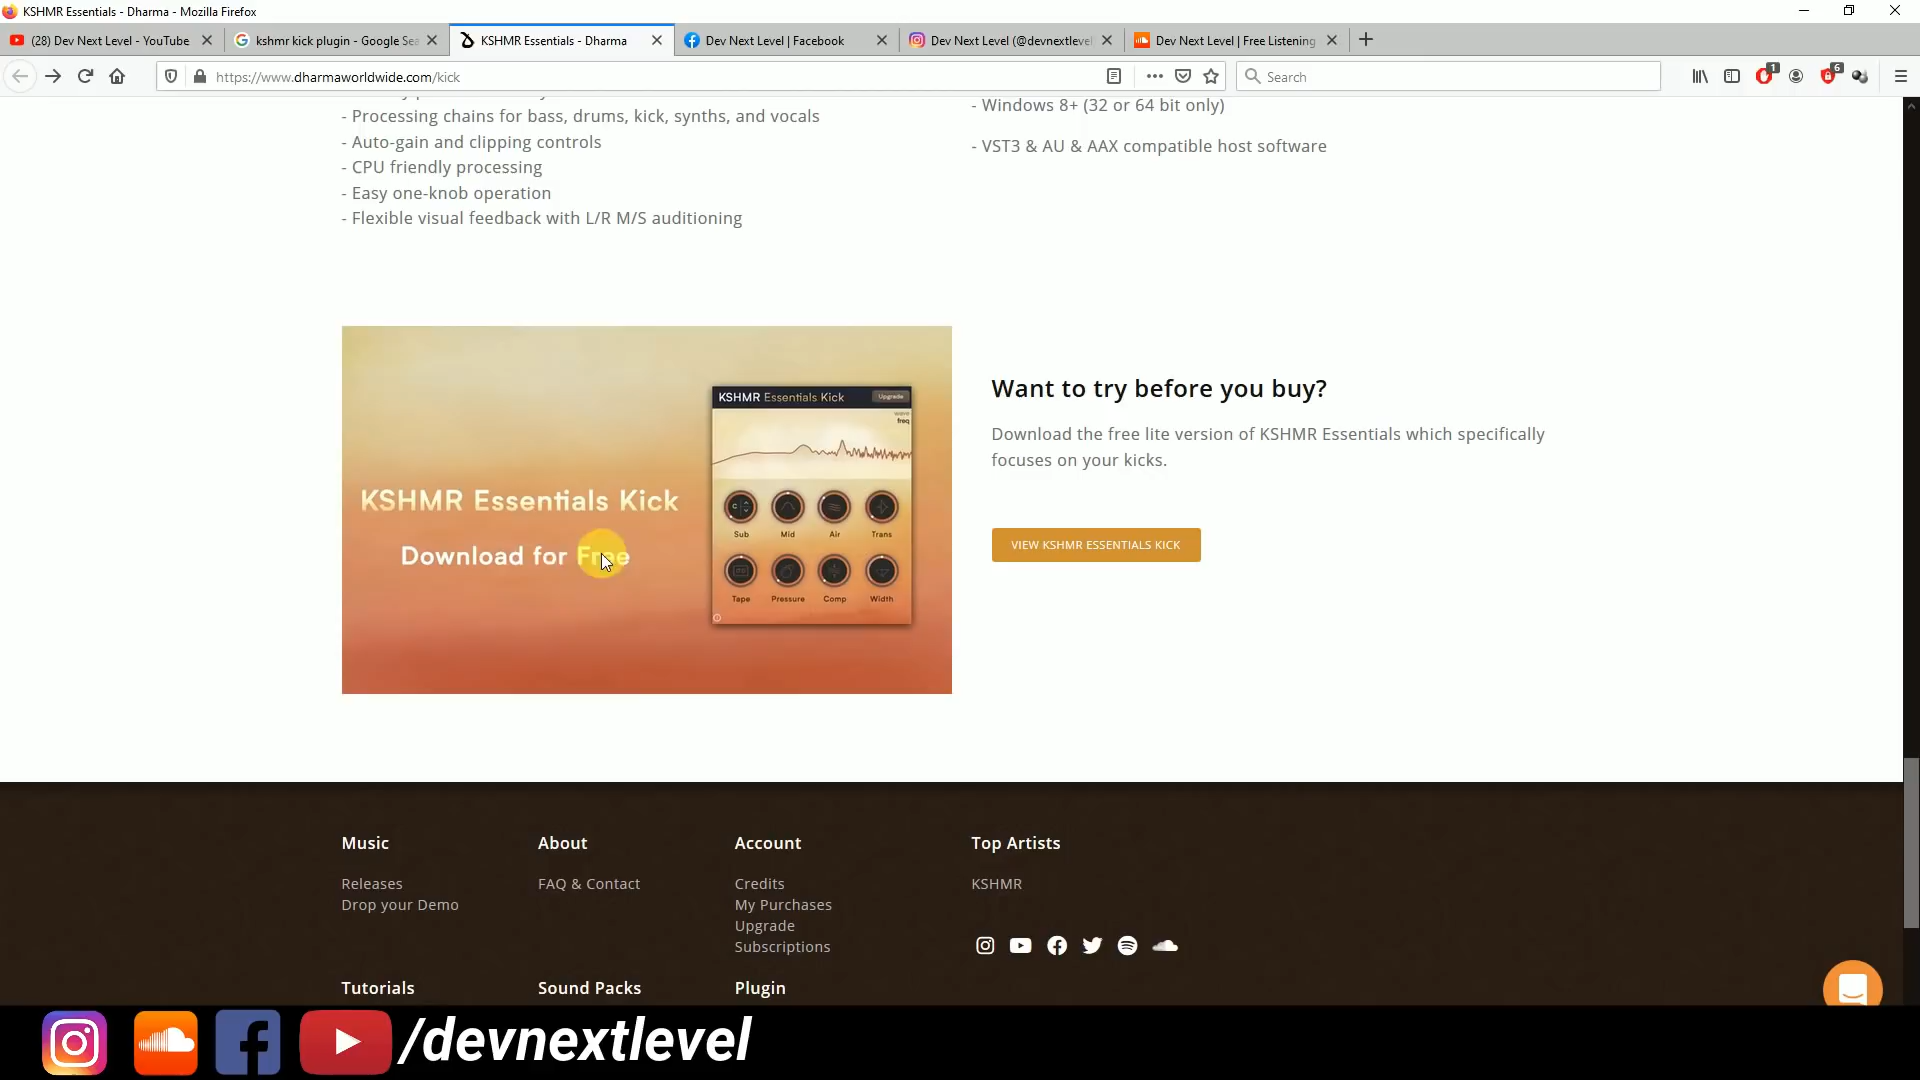 KSHMR Essentials - Dharma - Mozilla Firefox
(28) Dev Next Level - YouTube
kshmr kick plugin - Google Sea
KSHMR Essentials - Dharma
Dev Next Level | Facebook
Dev Next Level (@devnextlevel
Dev Next Level | Free Listening
https://www.dharmaworldwide.com/kick
Search
1
6
- Processing chains for bass, drums, kick, synths, and vocals
- Auto-gain and clipping controls
- CPU friendly processing
- Easy one-knob operation
- Flexible visual feedback with L/R M/S auditioning
- Windows 8+ (32 or 64 bit only)
- VST3 & AU & AAX compatible host software
KSHMR Essentials Kick
Download for Free
KSHMR Essentials Kick
Upgrade
wave
freq
Sub
Mid
Air
Trans
Tape
Pressure
Comp
Width
Want to try before you buy?
Download the free lite version of KSHMR Essentials which specifically
focuses on your kicks.
VIEW KSHMR ESSENTIALS KICK
Music
Releases
Drop your Demo
About
FAQ & Contact
Account
Credits
My Purchases
Upgrade
Subscriptions
Top Artists
KSHMR
Tutorials
Sound Packs
Plugin
/devnextlevel